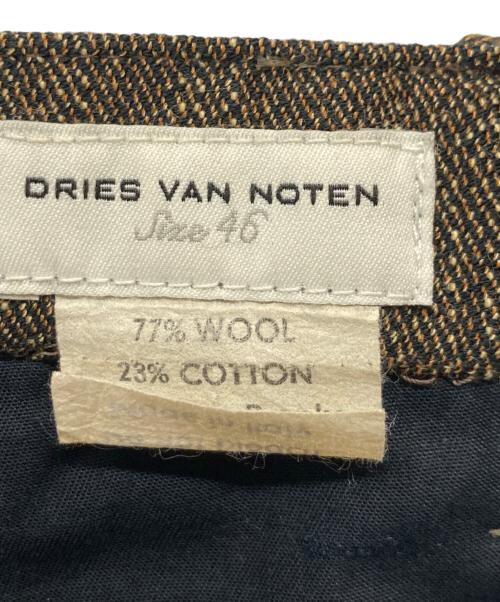 DRIES VAN NOTEN
Size 46
77% WOOL
23% COTTON